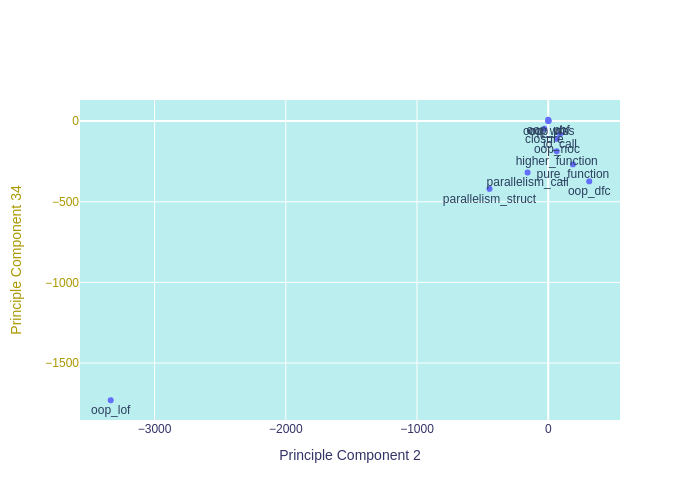 0
−500
−1000
−1500
−3000
−2000
−1000
0
Principle Component 2
Principle Component 34
closure
oop_noc
higher_function
pure_function
parallelism_call
oop_dfc
parallelism_struct
oop_lof